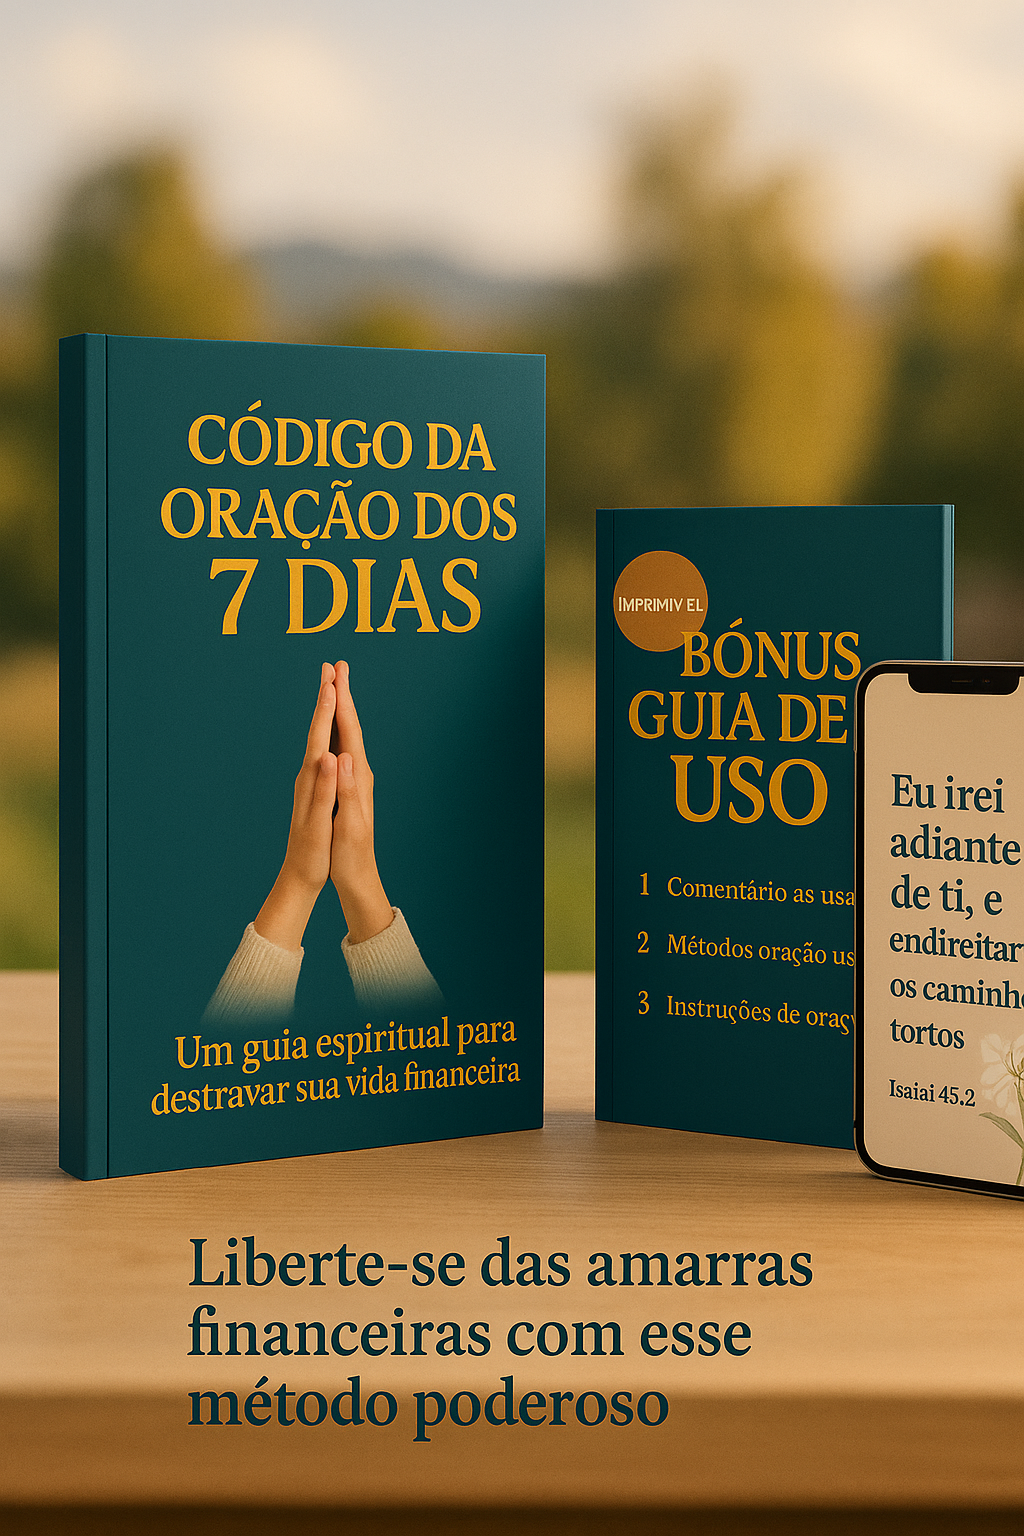 CÓDIGO DA
ORAÇÃO DOS
7 DIAS
Um guia espiritual para
destravar sua vida financeira
IMPRIMIV EL
BÓNUS
GUIA DE
USO
1 Comentário as usa
2 Métodos oração us
3 Instruções de oraç
Eu irei
adiante
de ti, e
endireitar
os caminho
tortos
Isaiai 45.2
Liberte-se das amarras
financeiras com esse
método poderoso